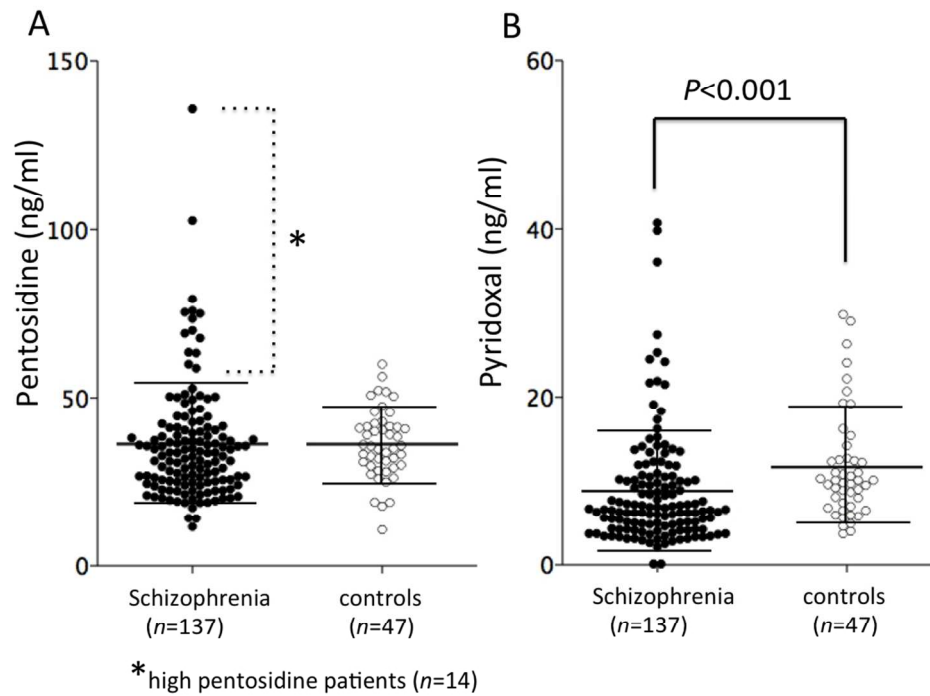 A
150
100
50
0
Pentosidine (ng/ml)
*
Schizophrenia
(n=137)
controls
(n=47)
*high pentosidine patients (n=14)
B
60
40
20
0
Pyridoxal (ng/ml)
P<0.001
Schizophrenia
(n=137)
controls
(n=47)